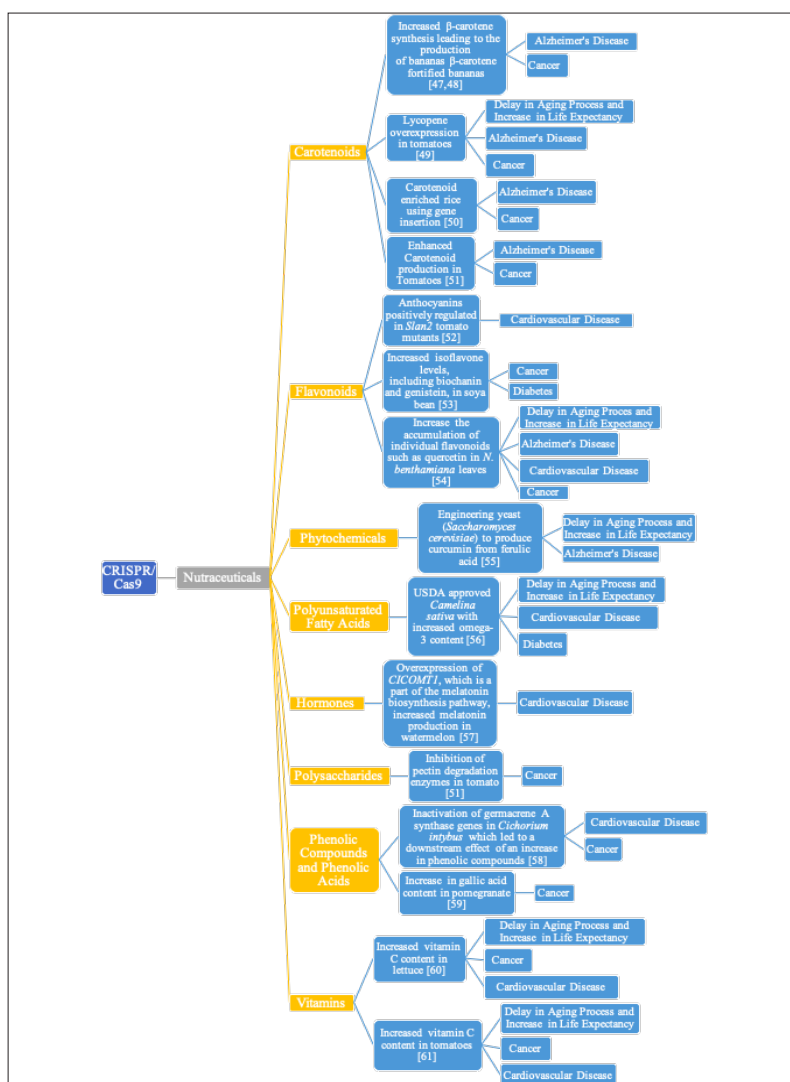 CRISPR/
Cas9
Nutraceuticals
Carotenoids
Increased β-carotene
synthesis leading to the
production
of bananas β-carotene
fortified bananas
[47,48]
Alzheimer's Disease
Cancer
Lycopene
overexpression
in tomatoes
[49]
Delay in Aging Process and
Increase in Life Expectancy
Alzheimer's Disease
Cancer
Carotenoid
enriched rice
using gene
insertion [50]
Alzheimer's Disease
Cancer
Enhanced
Carotenoid
production in
Tomatoes [51]
Alzheimer's Disease
Cancer
Flavonoids
Anthocyanins
positively regulated
in Slan2 tomato
mutants
[52]
Cardiovascular Disease
Increased isoflavone
levels,
including biochanin
and genistein, in soya
bean [53]
Cancer
Diabetes
Increase the
accumulation of
individual flavonoids
such as quercetin in N.
benthamiana leaves
[54]
Delay in Aging Proces and
Increase in Life Expectancy
Alzheimer's Disease
Cardiovascular Disease
Cancer
Phytochemicals
Engineering yeast
(Saccharomyces
cerevisiae) to
produce
curcumin from
ferulic acid
[55]
Delay in Aging Process and
Increase in Life Expectancy
Alzheimer's Disease
Polyunsaturated
Fatty Acids
USDA approved
Camelina
sativa with
increased omega-
3 content [56]
Delay in Aging Process and
Increase in Life Expectancy
Cardiovascular Disease
Diabetes
Hormones
Overexpression of
ClCOMT1, which is a
part of the melatonin
biosynthesis pathway,
increased melatonin
production in
watermelon [57]
Cardiovascular Disease
Polysaccharides
Inhibition of
pectin degradation
enzymes in tomato
[51]
Cancer
Phenolic
Compounds
and Phenolic
Acids
Inactivation of germacrene A
synthase genes in Cichorium
intybus which led to a
downstream effect of an increase
in phenolic compounds [58]
Cardiovascular Disease
Cancer
Increase in gallic acid
content in pomegranate
[59]
Cancer
Vitamins
Increased vitamin
C content in
lettuce [60]
Delay in Aging Process and
Increase in Life Expectancy
Cancer
Cardiovascular Disease
Increased vitamin C
content in tomatoes
[61]
Delay in Aging Process and
Increase in Life Expectancy
Cancer
Cardiovascular Disease